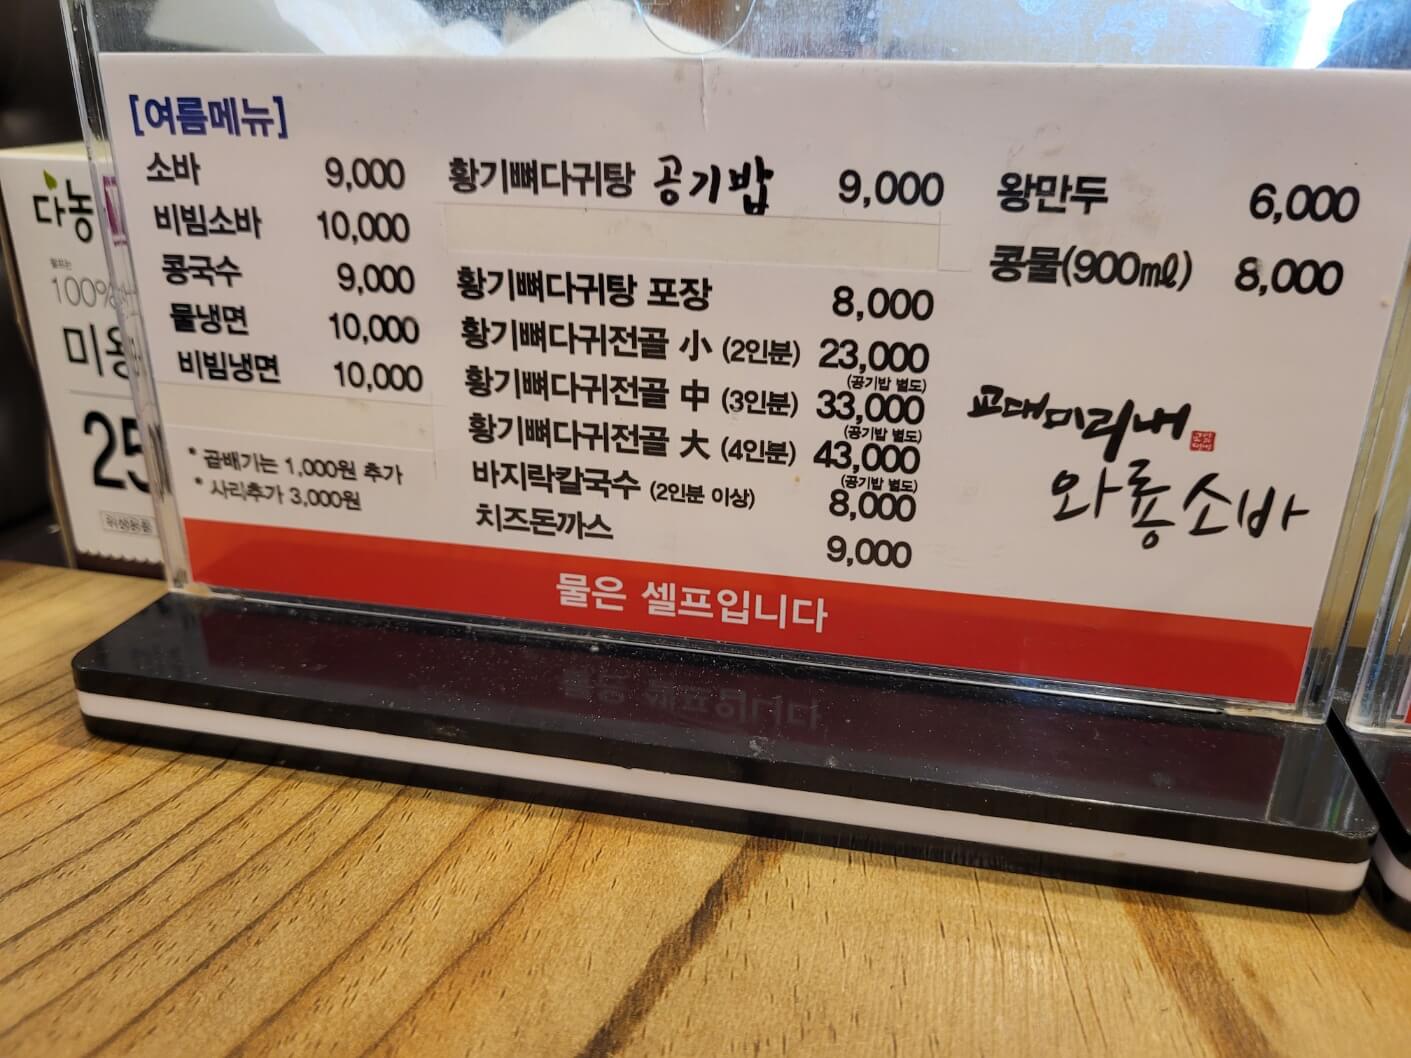 [여름메뉴]
소바 9,000
비빔소바 10,000
콩국수 9,000
물냉면 10,000
비빔냉면 10,000
* 곱배기는 1,000원 추가
* 사리추가 3,000원
황기뼈다귀탕 공기밥 9,000
황기뼈다귀탕 포장 8,000
황기뼈다귀전골 小 (2인분) 23,000
(공기밥 별도)
황기뼈다귀전골 中 (3인분) 33,000
(공기밥 별도)
황기뼈다귀전골 大 (4인분) 43,000
(공기밥 별도)
바지락칼국수 (2인분 이상) 8,000
치즈돈까스 9,000
왕만두 6,000
콩물(900㎖) 8,000
교대미리내
와룡소바
물은 셀프입니다
다농
100%
25
위생용품